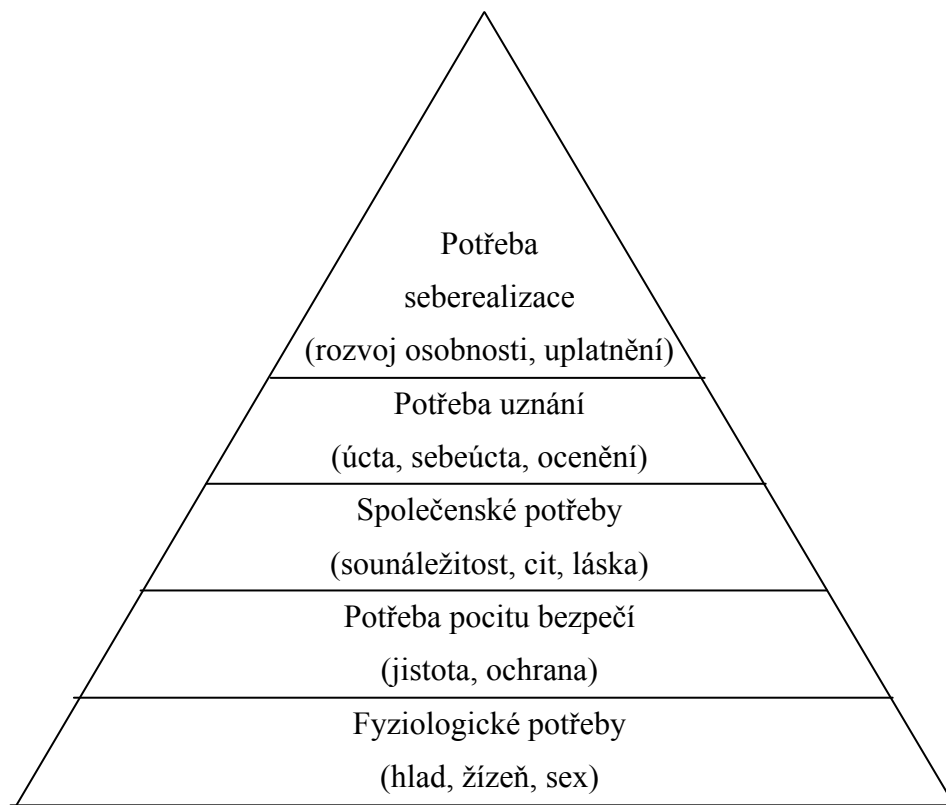 Potřeba
seberealizace
(rozvoj osobnosti, uplatnění)
Potřeba uznání
(úcta, sebeúcta, ocenění)
Společenské potřeby
(sounáležitost, cit, láska)
Potřeba pocitu bezpečí
(jistota, ochrana)
Fyziologické potřeby
(hlad, žízeň, sex)